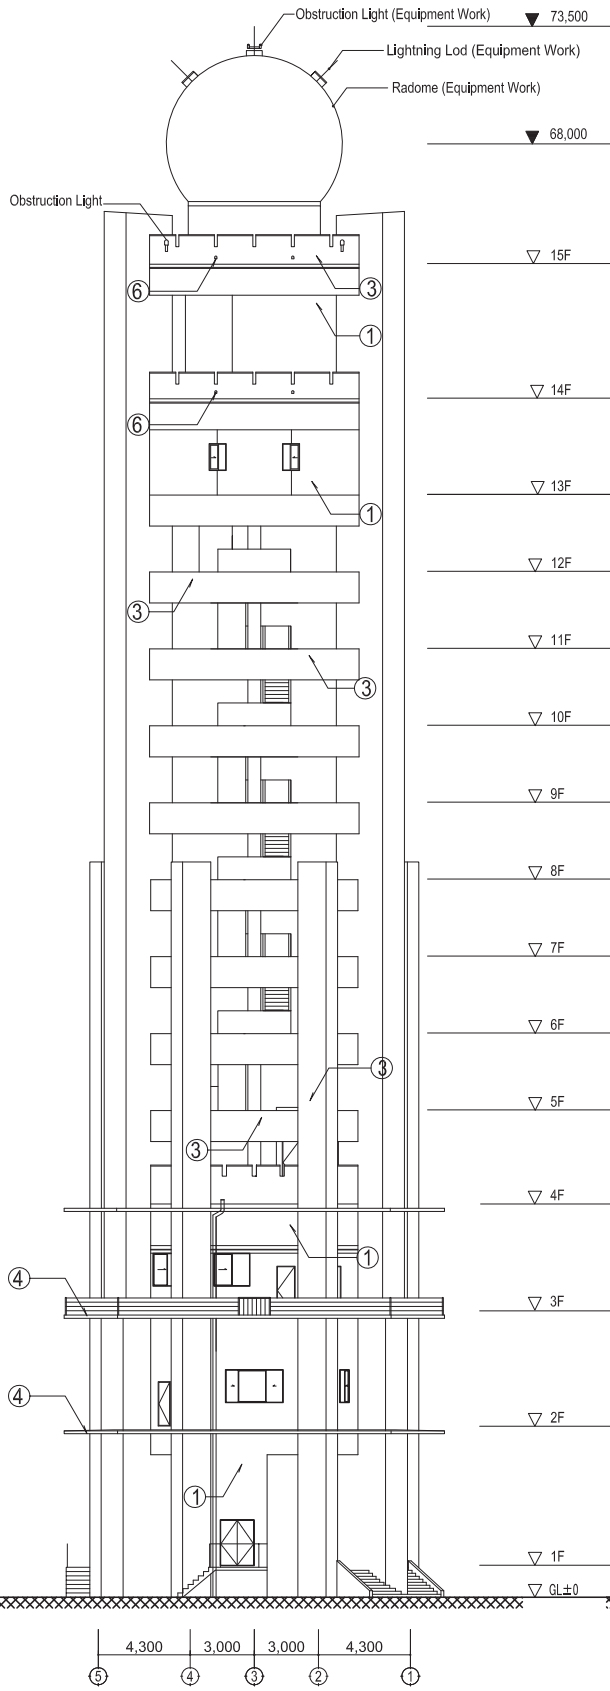 Obstruction Light (Equipment Work)
73,500
Lightning Lod (Equipment Work)
Radome (Equipment Work)
68,000
Obstruction Light
15F
6
3
1
14F
6
13F
1
12F
3
11F
3
10F
9F
8F
7F
6F
3
5F
3
4F
1
4
3F
4
2F
1
1F
GL±0
4,300 3,000 3,000 4,300
5 4 3 2 1